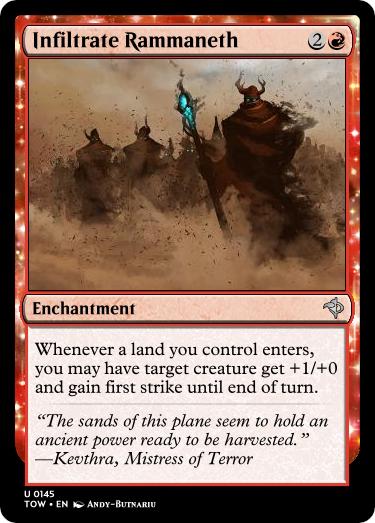 Infiltrate Rammaneth 2
Enchantment
Whenever a land you control enters,
you may have target creature get +1/+0
and gain first strike until end of turn.
“The sands of this plane seem to hold an
ancient power ready to be harvested.”
—Kevthra, Mistress of Terror
U 0145
TOW • EN Andy-Butnariu